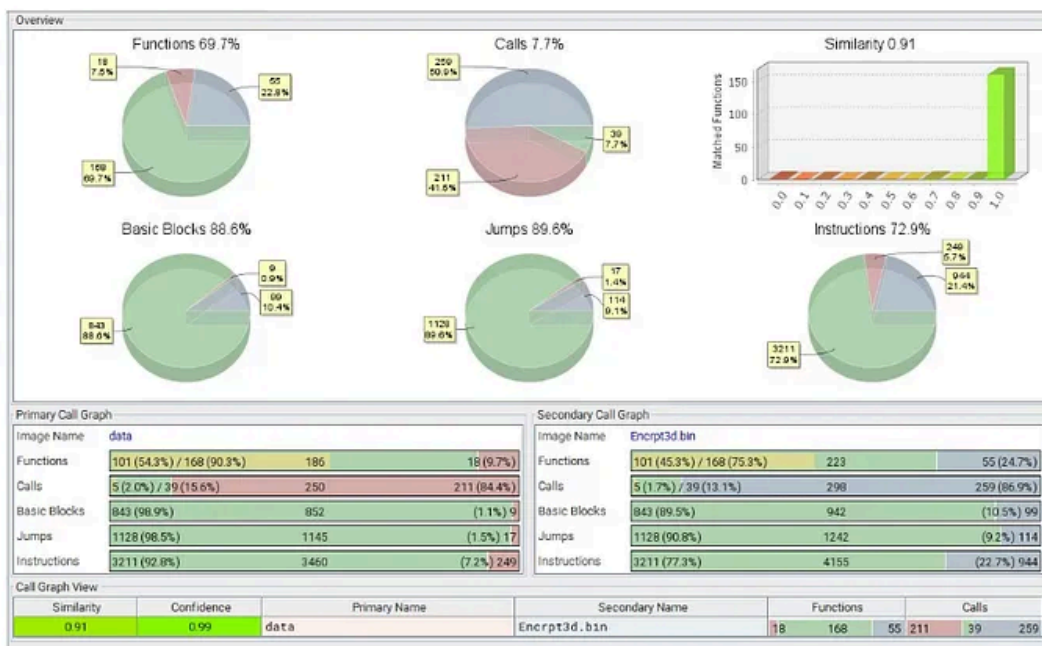 Overview
Functions 69.7%
Calls 7.7%
Similarity 0.91
18
7.5%
55
22.8%
168
69.7%
259
50.9%
39
7.7%
211
41.5%
Matched Functions
150
100
50
0
0.0 0.1 0.2 0.3 0.4 0.5 0.6 0.7 0.8 0.9 1.0
Basic Blocks 88.6%
Jumps 89.6%
Instructions 72.9%
9
0.9%
99
10.4%
843
88.6%
17
1.4%
114
9.1%
1128
89.6%
249
5.7%
944
21.4%
3211
72.9%
Primary Call Graph
Image Name data
Functions 101 (54.3%) / 168 (90.3%) 186 18 (9.7%)
Calls 5 (2.0%) / 39 (15.6%) 250 211 (84.4%)
Basic Blocks 843 (98.9%) 852 (1.1%) 9
Jumps 1128 (98.5%) 1145 (1.5%) 17
Instructions 3211 (92.8%) 3460 (7.2%) 249
Secondary Call Graph
Image Name Encrpt3d.bin
Functions 101 (45.3%) / 168 (75.3%) 223 55 (24.7%)
Calls 5 (1.7%) / 39 (13.1%) 298 259 (86.9%)
Basic Blocks 843 (89.5%) 942 (10.5%) 99
Jumps 1128 (90.8%) 1242 (9.2%) 114
Instructions 3211 (77.3%) 4155 (22.7%) 944
Call Graph View
Similarity Confidence Primary Name Secondary Name Functions Calls
0.91 0.99 data Encrpt3d.bin 18 168 55 211 39 259